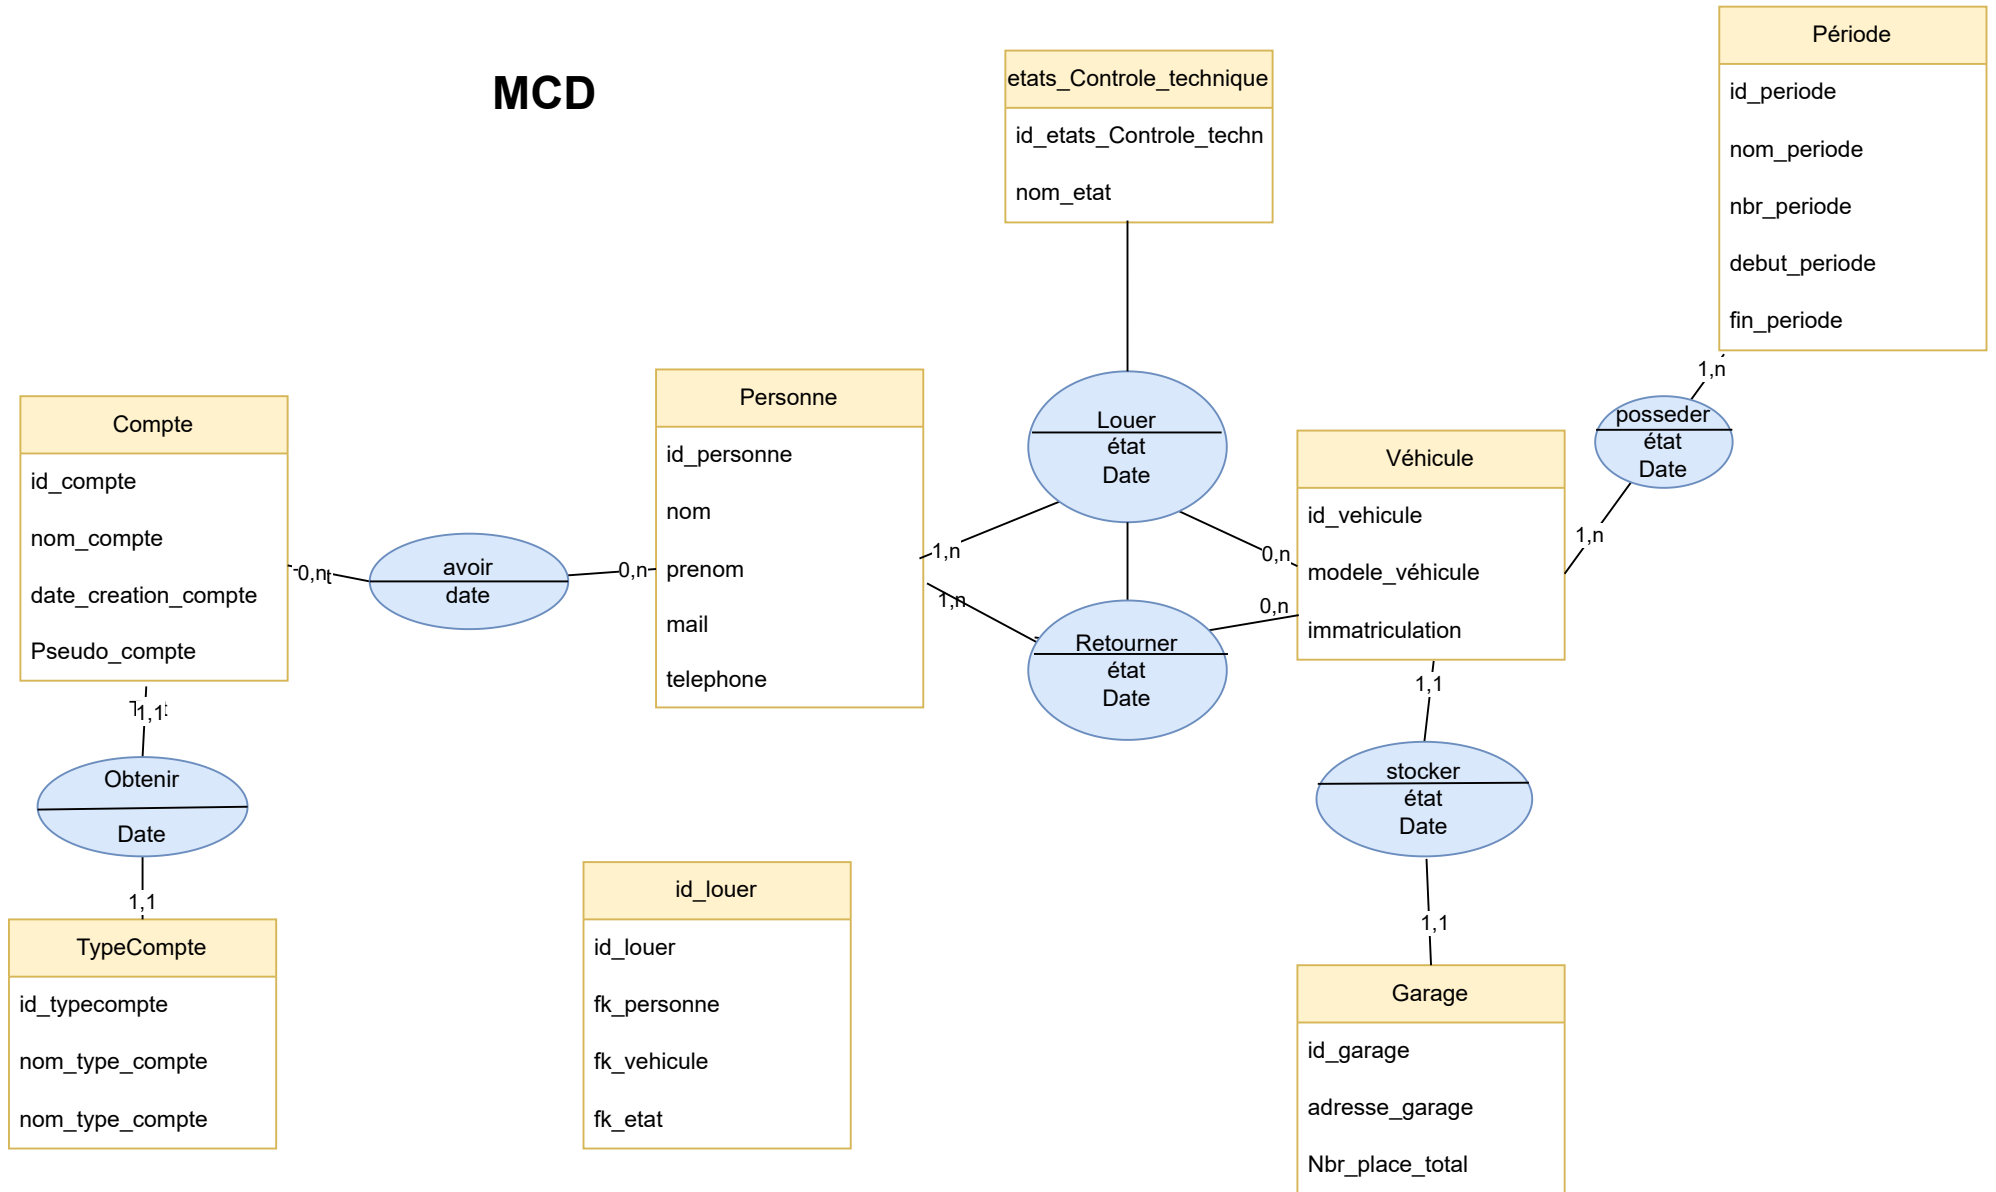 MCD
etats_Controle_technique
id_etats_Controle_techn
nom_etat
Période
id_periode
nom_periode
nbr_periode
debut_periode
fin_periode
1,n
posseder
état
Date
1,n
Compte
id_compte
nom_compte
date_creation_compte
Pseudo_compte
0,n
avoir
date
0,n
Personne
id_personne
nom
prenom
mail
telephone
1,n
1,n
Louer
état
Date
0,n
0,n
Retourner
état
Date
Véhicule
id_vehicule
modele_véhicule
immatriculation
1,1
stocker
état
Date
1,1
Garage
id_garage
adresse_garage
Nbr_place_total
1,1
Obtenir
Date
1,1
TypeCompte
id_typecompte
nom_type_compte
nom_type_compte
id_louer
id_louer
fk_personne
fk_vehicule
fk_etat